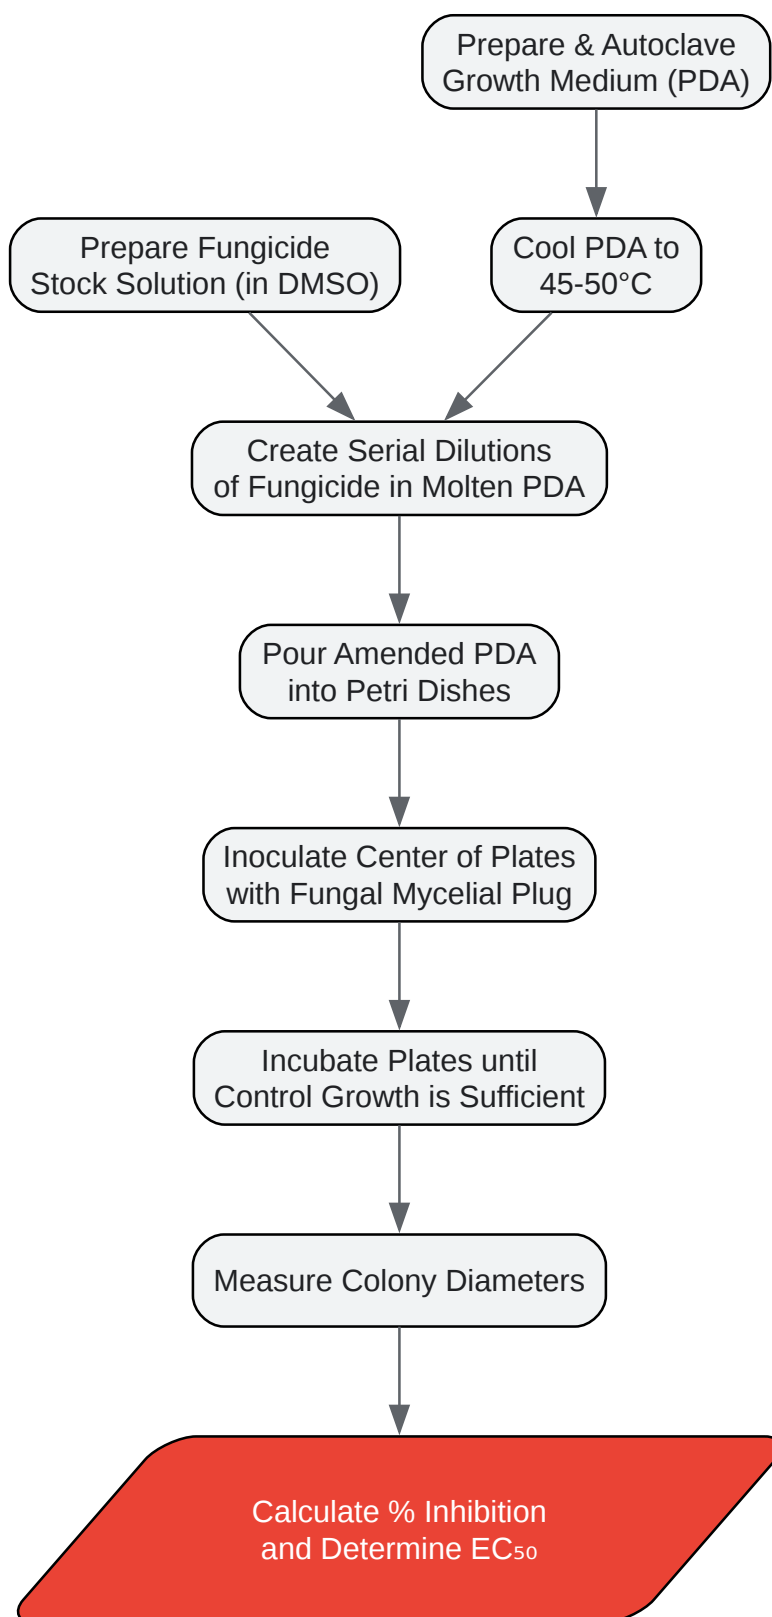 Prepare & Autoclave
Growth Medium (PDA)
Prepare Fungicide
Stock Solution (in DMSO)
Cool PDA to
45-50°C
Create Serial Dilutions
of Fungicide in Molten PDA
Pour Amended PDA
into Petri Dishes
Inoculate Center of Plates
with Fungal Mycelial Plug
Incubate Plates until
Control Growth is Sufficient
Measure Colony Diameters
Calculate % Inhibition
and Determine EC₅₀